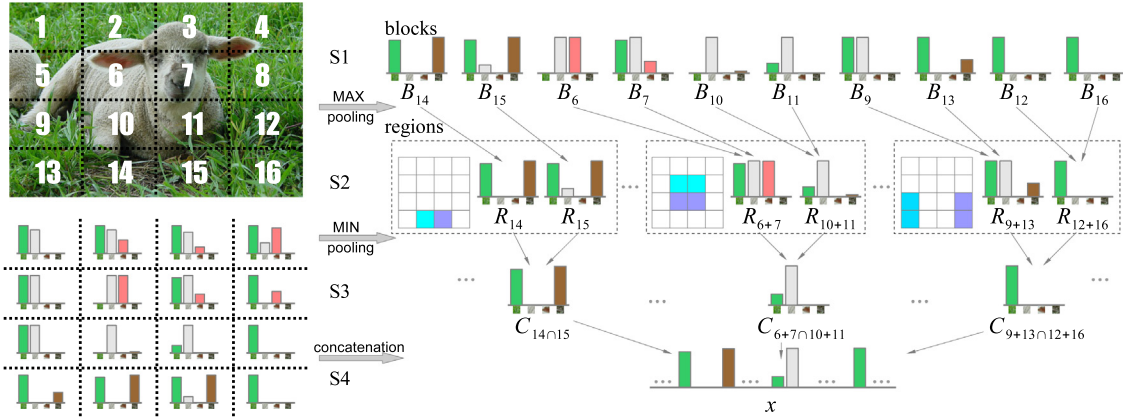 1 2 3 4
5 6 7 8
9 10 11 12
13 14 15 16
blocks
S1
B14 B15 B6 B7 B10 B11 B9 B13 B12 B16
MAX
pooling
regions
S2
R14 R15 ... R6+7 R10+11 ... R9+13 R12+16
MIN
pooling
S3
... ... ... ...
C14∩15 C6+7∩10+11 C9+13∩12+16
concatenation
S4
... ... ... ...
x